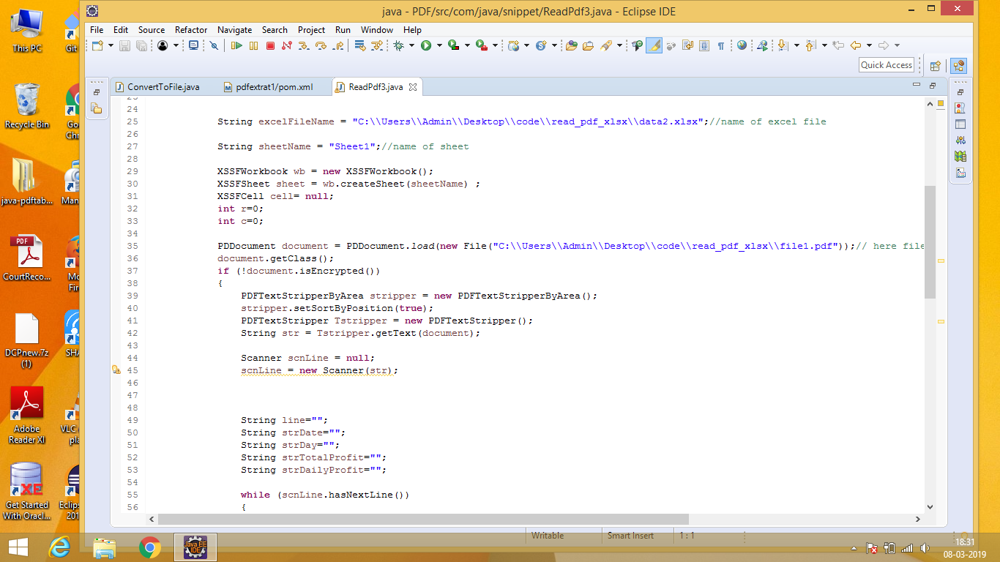 java - PDF/src/com/java/snippet/ReadPdf3.java - Eclipse IDE
File Edit Source Refactor Navigate Search Project Run Window Help
Quick Access
ConvertToFile.java pdfextrat1/pom.xml ReadPdf3.java
23
24
25 String excelFileName = "C:\\Users\\Admin\\Desktop\\code\\read_pdf_xlsx\\data2.xlsx";//name of excel file
26
27 String sheetName = "Sheet1";//name of sheet
28
29 XSSFWorkbook wb = new XSSFWorkbook();
30 XSSFSheet sheet = wb.createSheet(sheetName) ;
31 XSSFCell cell= null;
32 int r=0;
33 int c=0;
34
35 PDDocument document = PDDocument.load(new File("C:\\Users\\Admin\\Desktop\\code\\read_pdf_xlsx\\file1.pdf"));// here file
36 document.getClass();
37 if (!document.isEncrypted())
38 {
39 PDFTextStripperByArea stripper = new PDFTextStripperByArea();
40 stripper.setSortByPosition(true);
41 PDFTextStripper Tstripper = new PDFTextStripper();
42 String str = Tstripper.getText(document);
43
44 Scanner scnLine = null;
45 scnLine = new Scanner(str);
46
47
48
49 String line="";
50 String strDate="";
51 String strDay="";
52 String strTotalProfit="";
53 String strDailyProfit="";
54
55 while (scnLine.hasNextLine())
56 {
Writable Smart Insert 1 : 1
This PC Git
Recycle Bin Go
Chr
java-pdftab... Man
PDF
CourtReco... Mo
Fir
DCPnew.7z
(1) SHA
Adobe
Reader XI VLC
pla
XE
Get Started
With Oracl... Eclips
201
Java EE
IDE
18:31
08-03-2019